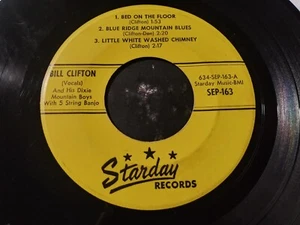 1. BED ON THE FLOOR
(Clifton) 1:53
2. BLUE RIDGE MOUNTAIN BLUES
(Clifton-Dee) 2:20
3. LITTLE WHITE WASHED CHIMNEY
(Clifton) 2:17
BILL CLIFTON
(Vocals)
And His Dixie
Mountain Boys
With 5 String Banjo
634-SEP-163-A
Starday Music-BMI
SEP-163
Starday
RECORDS